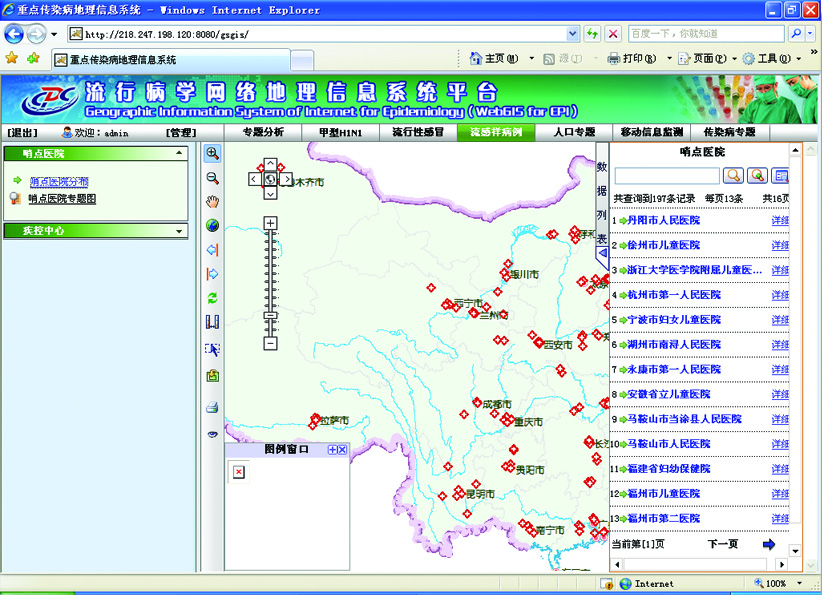 重点传染病地理信息系统 - Windows Internet Explorer
http://218.247.198.120:8080/gsgis/
百度一下，你就知道
重点传染病地理信息系统
主页(M)
打印(R)
页面(P)
工具(O)
CDC 流行病学网络地理信息系统平台
Geographic Information System of Internet for Epidemiology (WebGIS for EPI)
[退出] 欢迎: admin [管理]
专题分析 甲型H1N1 流行性感冒 流感样病例 人口专题 移动信息监测 传染病专题
哨点医院
哨点医院分布
哨点医院专题图
疾控中心
木齐市
呼和
银川市
西宁市
兰州市
西安市
成都市
重庆市
拉萨市
长沙
贵阳市
昆明市
南宁市
图例窗口
数据列表
哨点医院
共查询到197条记录 每页13条 共16页
1 丹阳市人民医院 详细
2 徐州市儿童医院 详细
3 浙江大学医学院附属儿童医... 详细
4 杭州市第一人民医院 详细
5 宁波市妇女儿童医院 详细
6 湖州市南浔人民医院 详细
7 永康市第一人民医院 详细
8 安徽省立儿童医院 详细
9 马鞍山市当涂县人民医院 详细
10 马鞍山市人民医院 详细
11 福建省妇幼保健院 详细
12 福州市儿童医院 详细
13 福州市第二医院 详细
当前第[1]页 下一页
Internet
100%